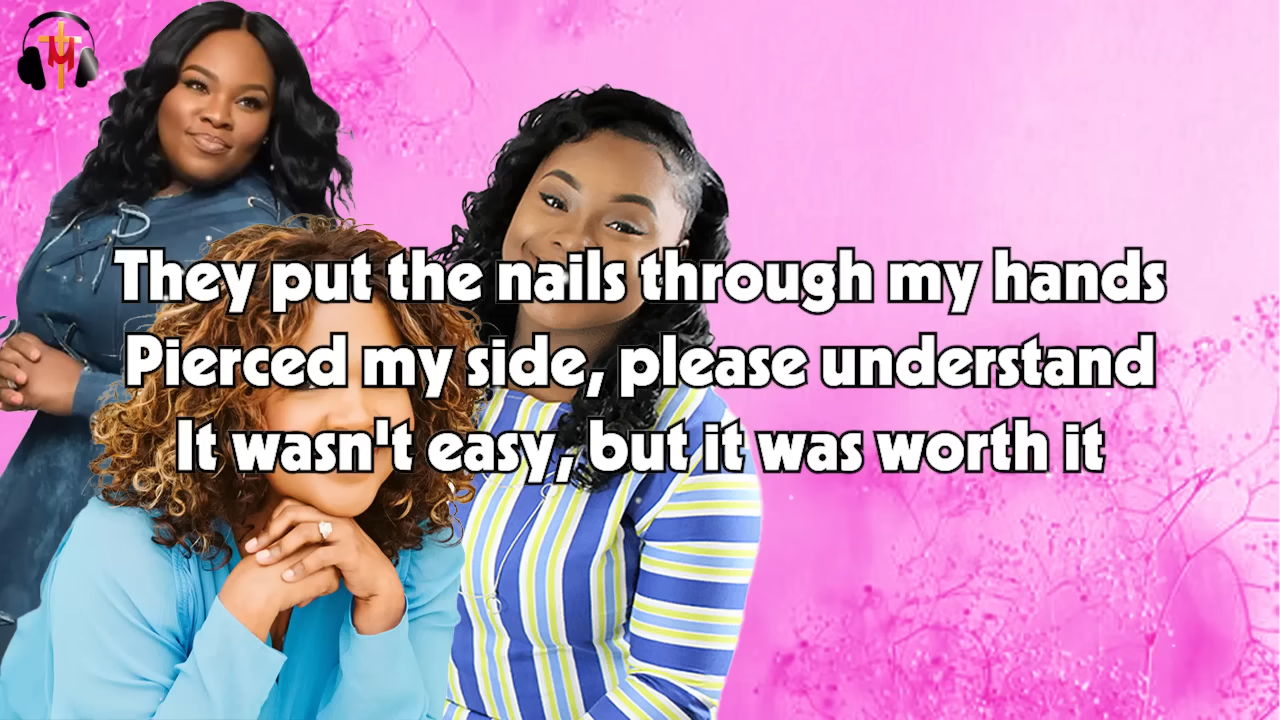 They put the nails through my hands
Pierced my side, please understand
It wasn't easy, but it was worth it